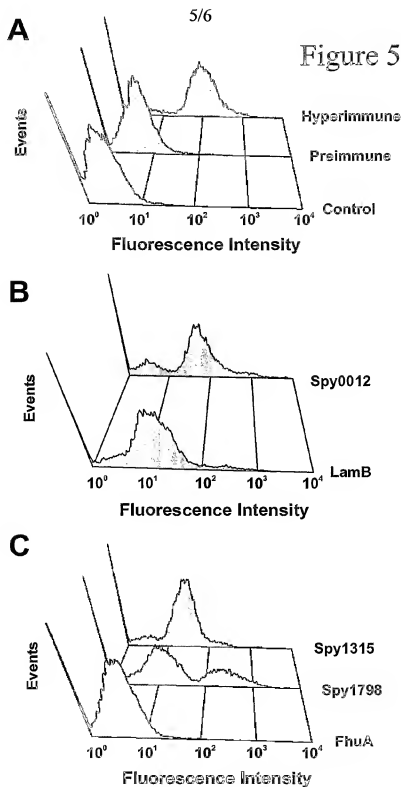 5/6
Figure 5
A
Events
Hyperimmune
Preimmune
Control
10⁰ 10¹ 10² 10³ 10⁴
Fluorescence Intensity
B
Events
Spy0012
LamB
10⁰ 10¹ 10² 10³ 10⁴
Fluorescence Intensity
C
Events
Spy1315
Spy1798
FhuA
10⁰ 10¹ 10² 10³ 10⁴
Fluorescence Intensity